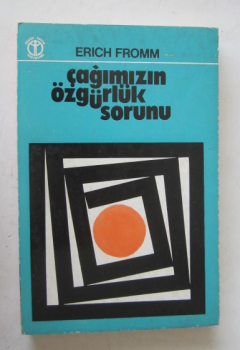 ERICH FROMM
çağımızın
özgürlük
sorunu